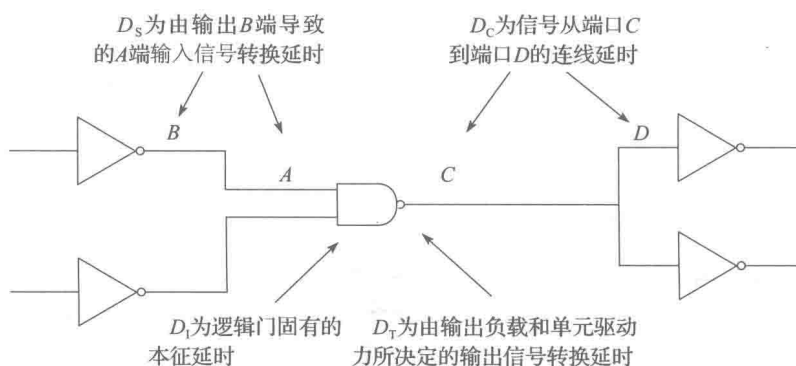 D_S为由输出B端导致
的A端输入信号转换延时
D_C为信号从端口C
到端口D的连线延时
B
D
A
C
D_I为逻辑门固有的
本征延时
D_T为由输出负载和单元驱动
力所决定的输出信号转换延时